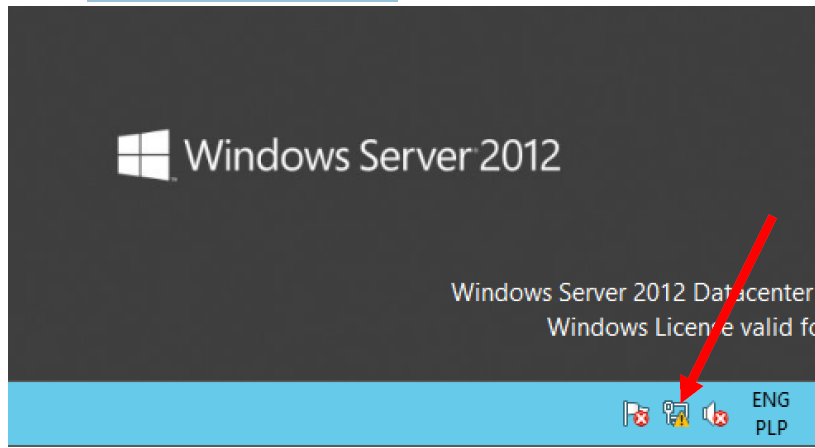 Windows Server 2012
Windows Server 2012 Datacenter
Windows License valid fo
ENG
PLP